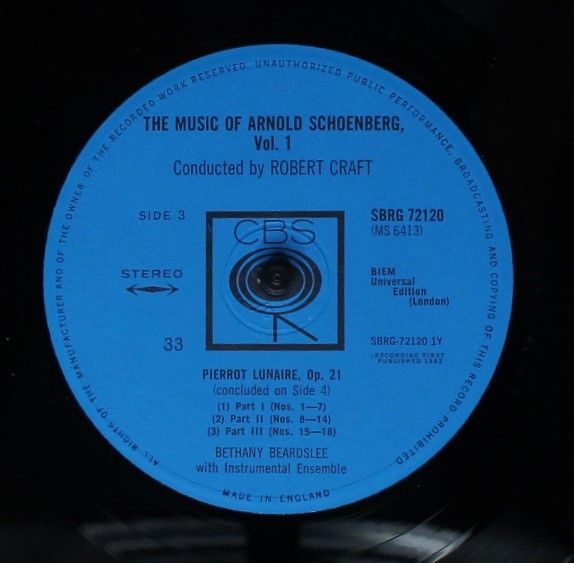 ALL RIGHTS OF THE MANUFACTURER AND OF THE OWNER OF THE RECORDED WORK RESERVED. UNAUTHORIZED PUBLIC PERFORMANCE, BROADCASTING AND COPYING OF THIS RECORD PROHIBITED.
THE MUSIC OF ARNOLD SCHOENBERG,
Vol. 1
Conducted by ROBERT CRAFT
SIDE 3
CBS
SBRG 72120
(MS 6413)
STEREO
BIEM
Universal
Edition
(London)
33
SBRG-72120 1Y
RECORDING FIRST
PUBLISHED 1963
PIERROT LUNAIRE, Op. 21
(concluded on Side 4)
(1) Part I (Nos. 1—7)
(2) Part II (Nos. 8—14)
(3) Part III (Nos. 15—18)
BETHANY BEARDSLEE
with Instrumental Ensemble
MADE IN ENGLAND